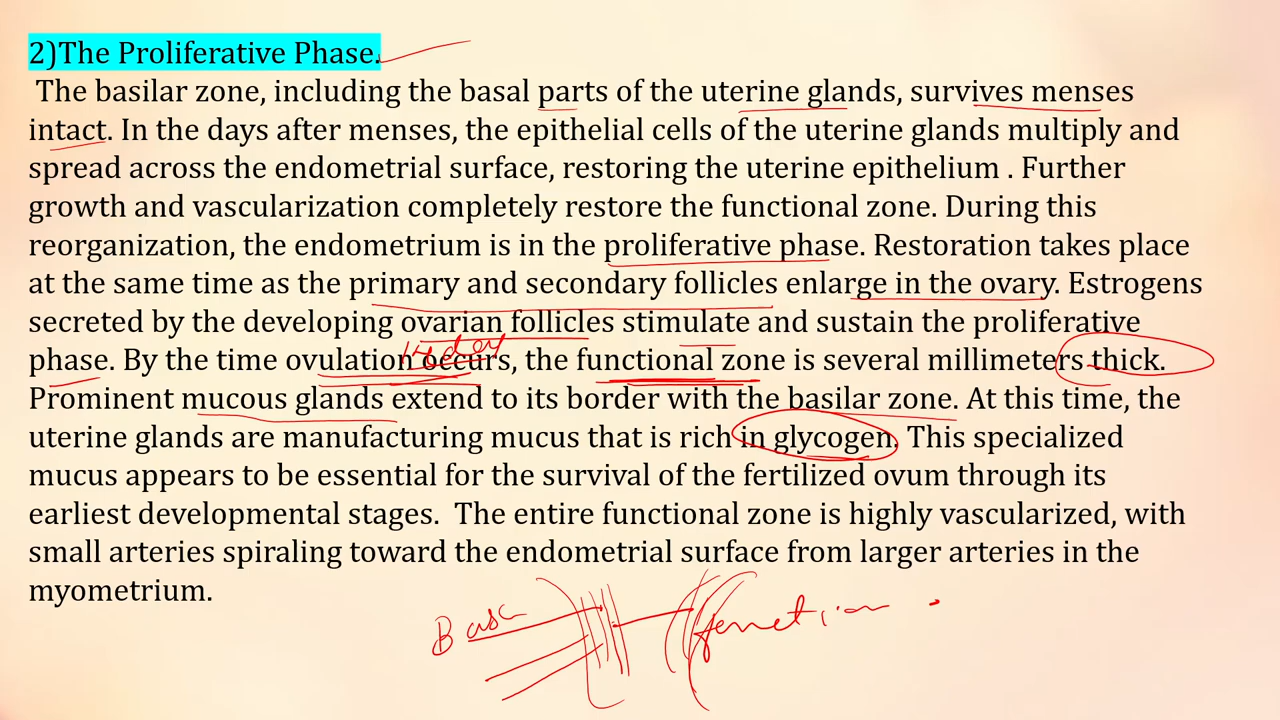 2)The Proliferative Phase.
The basilar zone, including the basal parts of the uterine glands, survives menses
intact. In the days after menses, the epithelial cells of the uterine glands multiply and
spread across the endometrial surface, restoring the uterine epithelium . Further
growth and vascularization completely restore the functional zone. During this
reorganization, the endometrium is in the proliferative phase. Restoration takes place
at the same time as the primary and secondary follicles enlarge in the ovary. Estrogens
secreted by the developing ovarian follicles stimulate and sustain the proliferative
14 day
phase. By the time ovulation occurs, the functional zone is several millimeters thick.
Prominent mucous glands extend to its border with the basilar zone. At this time, the
uterine glands are manufacturing mucus that is rich in glycogen. This specialized
mucus appears to be essential for the survival of the fertilized ovum through its
earliest developmental stages. The entire functional zone is highly vascularized, with
small arteries spiraling toward the endometrial surface from larger arteries in the
myometrium.